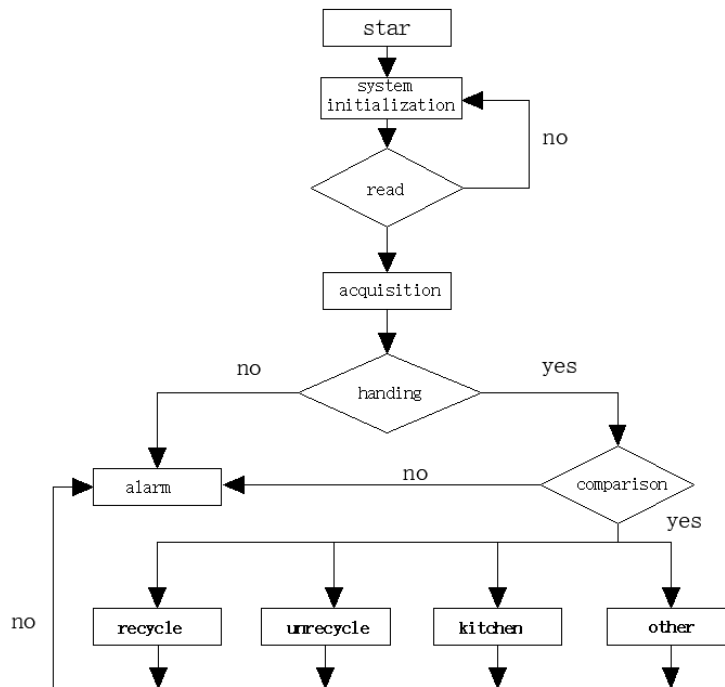 star
system
initialization
no
read
acquisition
no
yes
handing
alarm
no
comparison
yes
no
recycle
unrecycle
kitchen
other